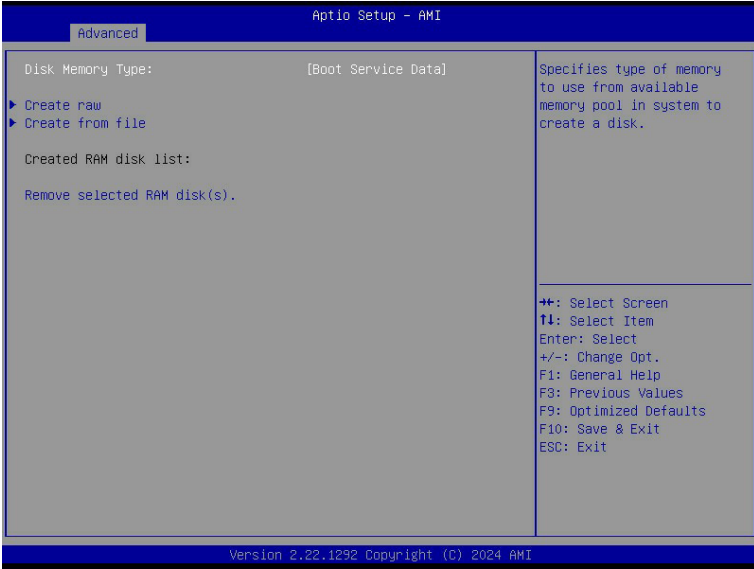 Aptio Setup – AMI
Advanced
Disk Memory Type: [Boot Service Data]
Create raw
Create from file
Created RAM disk list:
Remove selected RAM disk(s).
Specifies type of memory
to use from available
memory pool in system to
create a disk.
→←: Select Screen
↑↓: Select Item
Enter: Select
+/-: Change Opt.
F1: General Help
F3: Previous Values
F9: Optimized Defaults
F10: Save & Exit
ESC: Exit
Version 2.22.1292 Copyright (C) 2024 AMI